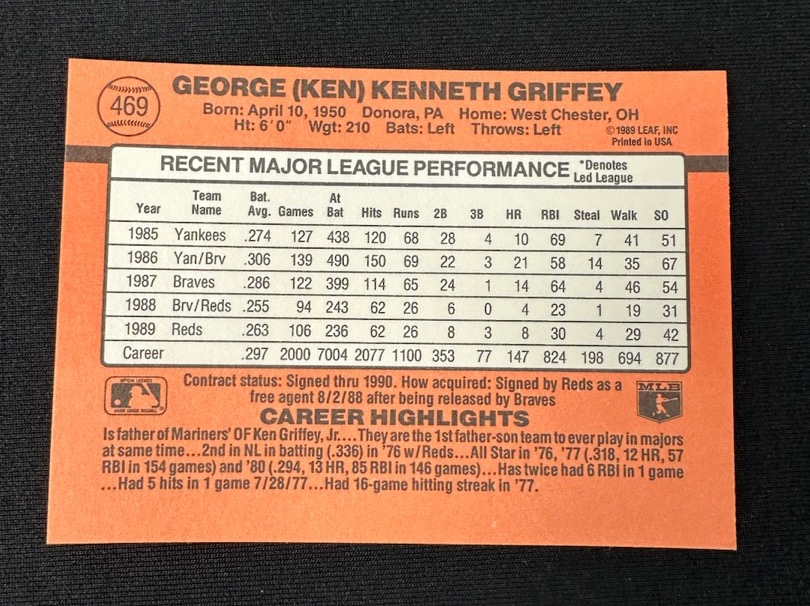 469
GEORGE (KEN) KENNETH GRIFFEY
Born: April 10, 1950 Donora, PA Home: West Chester, OH
Ht: 6'0" Wgt: 210 Bats: Left Throws: Left
©1989 LEAF, INC
Printed in USA
RECENT MAJOR LEAGUE PERFORMANCE *Denotes
Led League
Year Team Name Bat. Avg. Games At Bat Hits Runs 2B 3B HR RBI Steal Walk SO
1985 Yankees .274 127 438 120 68 28 4 10 69 7 41 51
1986 Yan/Brv .306 139 490 150 69 22 3 21 58 14 35 67
1987 Braves .286 122 399 114 65 24 1 14 64 4 46 54
1988 Brv/Reds .255 94 243 62 26 6 0 4 23 1 19 31
1989 Reds .263 106 236 62 26 8 3 8 30 4 29 42
Career .297 2000 7004 2077 1100 353 77 147 824 198 694 877
Contract status: Signed thru 1990. How acquired: Signed by Reds as a
free agent 8/2/88 after being released by Braves
MLB
CAREER HIGHLIGHTS
Is father of Mariners' OF Ken Griffey, Jr....They are the 1st father-son team to ever play in majors
at same time...2nd in NL in batting (.336) in '76 w/Reds...All Star in '76, '77 (.318, 12 HR, 57
RBI in 154 games) and '80 (.294, 13 HR, 85 RBI in 146 games)...Has twice had 6 RBI in 1 game
...Had 5 hits in 1 game 7/28/77...Had 16-game hitting streak in '77.